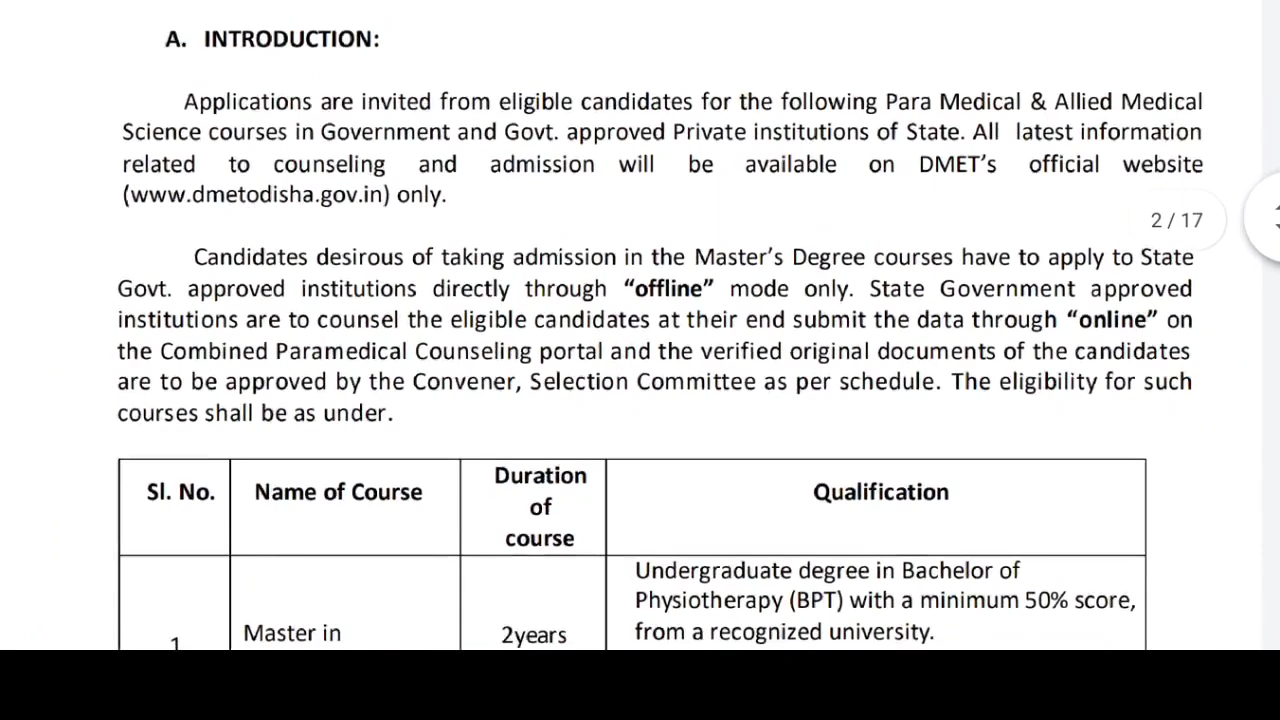 A. INTRODUCTION:
Applications are invited from eligible candidates for the following Para Medical & Allied Medical
Science courses in Government and Govt. approved Private institutions of State. All latest information
related to counseling and admission will be available on DMET’s official website
(www.dmetodisha.gov.in) only.
2 / 17
Candidates desirous of taking admission in the Master’s Degree courses have to apply to State
Govt. approved institutions directly through “offline” mode only. State Government approved
institutions are to counsel the eligible candidates at their end submit the data through “online” on
the Combined Paramedical Counseling portal and the verified original documents of the candidates
are to be approved by the Convener, Selection Committee as per schedule. The eligibility for such
courses shall be as under.
Sl. No. Name of Course Duration of course Qualification
Undergraduate degree in Bachelor of
Physiotherapy (BPT) with a minimum 50% score,
1 Master in 2years from a recognized university.